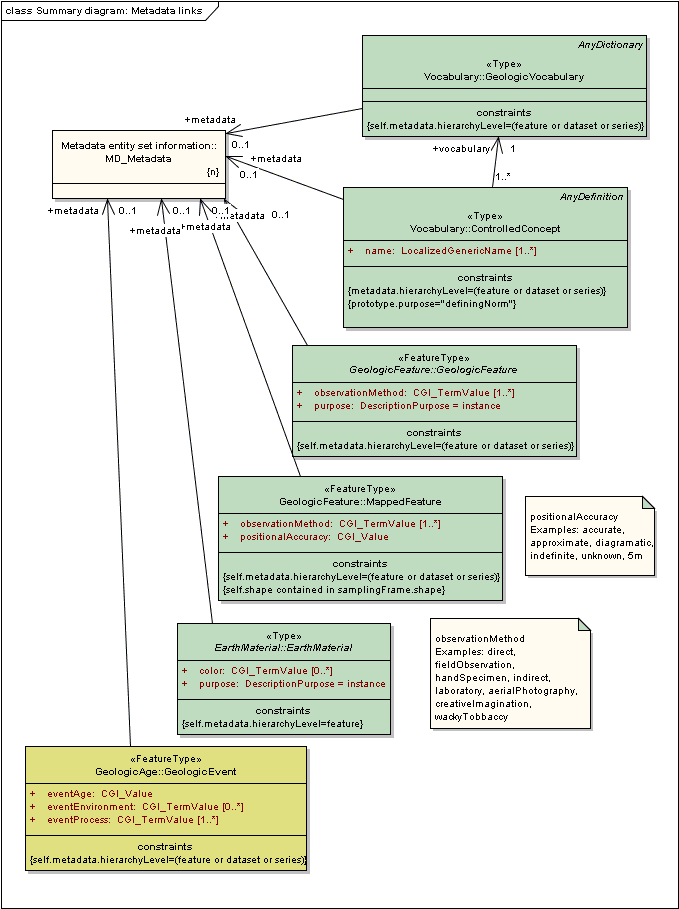 class Summary diagram: Metadata links
AnyDictionary
«Type»
Vocabulary::GeologicVocabulary
constraints
{self.metadata.hierarchyLevel=(feature or dataset or series)}
+metadata
0..1
Metadata entity set information::
MD_Metadata
{n}
+vocabulary
1
1..*
+metadata
0..1
AnyDefinition
«Type»
Vocabulary::ControlledConcept
+ name: LocalizedGenericName [1..*]
constraints
{metadata.hierarchyLevel=(feature or dataset or series)}
{prototype.purpose="definingNorm"}
+metadata
0..1
+metadata
0..1
+metadata
0..1
+metadata
0..1
«FeatureType»
GeologicFeature::GeologicFeature
+ observationMethod: CGI_TermValue [1..*]
+ purpose: DescriptionPurpose = instance
constraints
{self.metadata.hierarchyLevel=(feature or dataset or series)}
«FeatureType»
GeologicFeature::MappedFeature
+ observationMethod: CGI_TermValue [1..*]
+ positionalAccuracy: CGI_Value
constraints
{self.metadata.hierarchyLevel=(feature or dataset or series)}
{self.shape contained in samplingFrame.shape}
positionalAccuracy
Examples: accurate,
approximate, diagramatic,
indefinite, unknown, 5m
«Type»
EarthMaterial::EarthMaterial
+ color: CGI_TermValue [0..*]
+ purpose: DescriptionPurpose = instance
constraints
{self.metadata.hierarchyLevel=feature}
observationMethod
Examples: direct,
fieldObservation,
handSpecimen, indirect,
laboratory, aerialPhotography,
creativeImagination,
wackyTobbaccy
«FeatureType»
GeologicAge::GeologicEvent
+ eventAge: CGI_Value
+ eventEnvironment: CGI_TermValue [0..*]
+ eventProcess: CGI_TermValue [1..*]
constraints
{self.metadata.hierarchyLevel=(feature or dataset or series)}